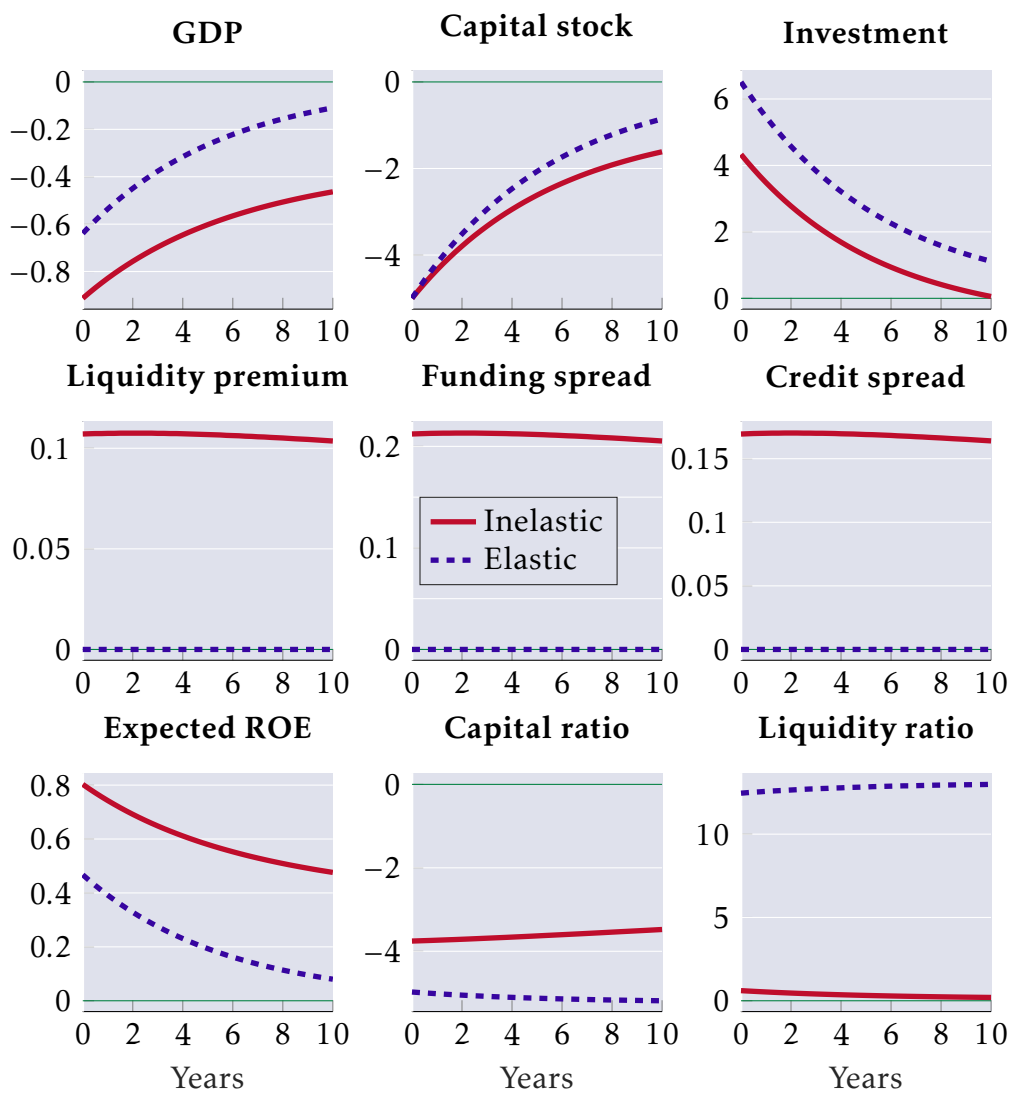 GDP
Capital stock
Investment
0
−0.2
−0.4
−0.6
−0.8
0 2 4 6 8 10
0
−2
−4
0 2 4 6 8 10
6
4
2
0
0 2 4 6 8 10
Liquidity premium
Funding spread
Credit spread
0.1
0.05
0
0 2 4 6 8 10
0.2
0.1
Inelastic
Elastic
0
0 2 4 6 8 10
0.15
0.1
0.05
0
0 2 4 6 8 10
Expected ROE
Capital ratio
Liquidity ratio
0.8
0.6
0.4
0.2
0
0 2 4 6 8 10
Years
0
−2
−4
0 2 4 6 8 10
Years
10
5
0
0 2 4 6 8 10
Years